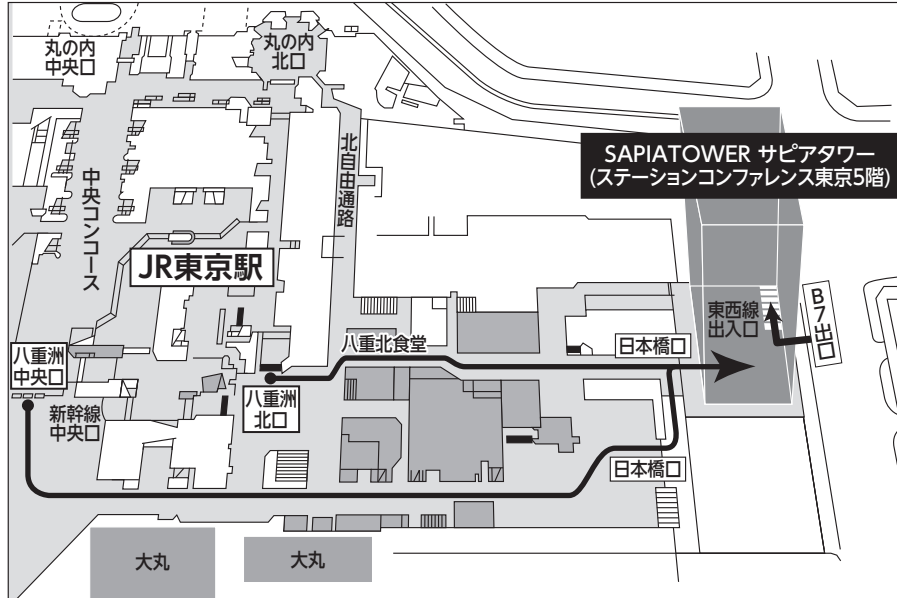 丸の内
中央口
丸の内
北口
北自由通路
SAPIATOWER サピアタワー
(ステーションコンファレンス東京5階)
中央コンコース
JR東京駅
東西線
出入口
B7出口
八重北食堂
日本橋口
八重洲
中央口
八重洲
北口
新幹線
中央口
日本橋口
大丸
大丸